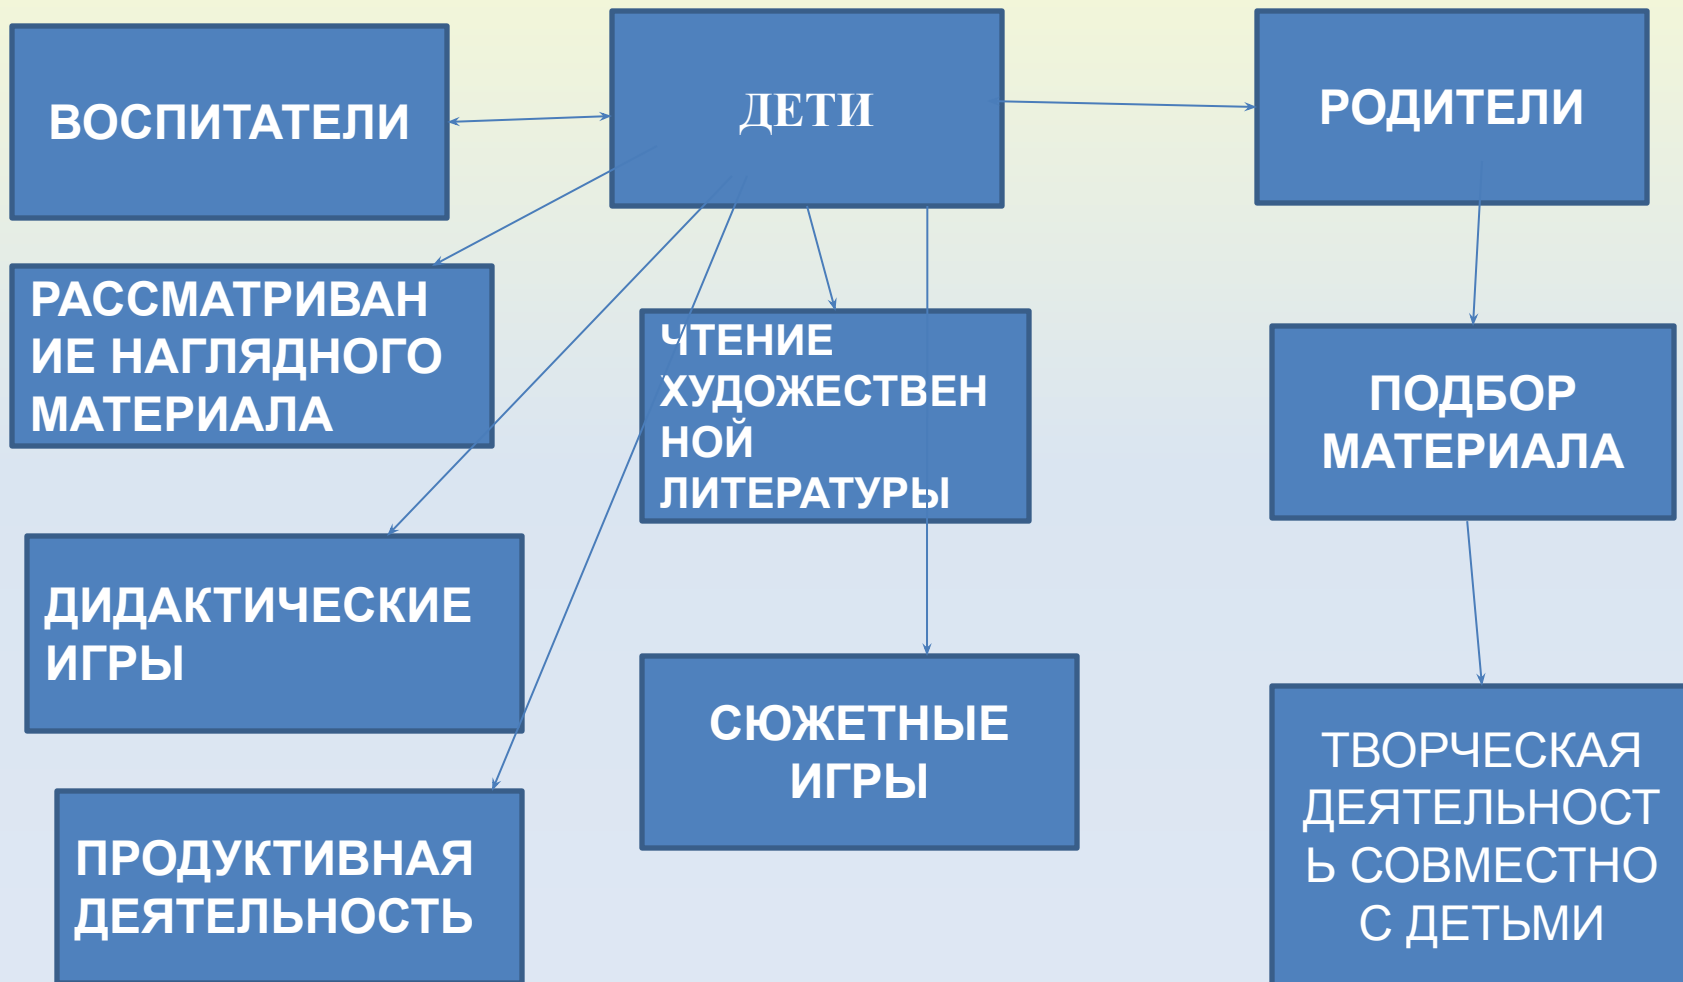 ВОСПИТАТЕЛИ
ДЕТИ
РОДИТЕЛИ
РАССМАТРИВАН
ИЕ НАГЛЯДНОГО
МАТЕРИАЛА
ЧТЕНИЕ
ХУДОЖЕСТВЕН
НОЙ
ЛИТЕРАТУРЫ
ПОДБОР
МАТЕРИАЛА
ДИДАКТИЧЕСКИЕ
ИГРЫ
СЮЖЕТНЫЕ
ИГРЫ
ТВОРЧЕСКАЯ
ДЕЯТЕЛЬНОСТ
Ь СОВМЕСТНО
С ДЕТЬМИ
ПРОДУКТИВНАЯ
ДЕЯТЕЛЬНОСТЬ